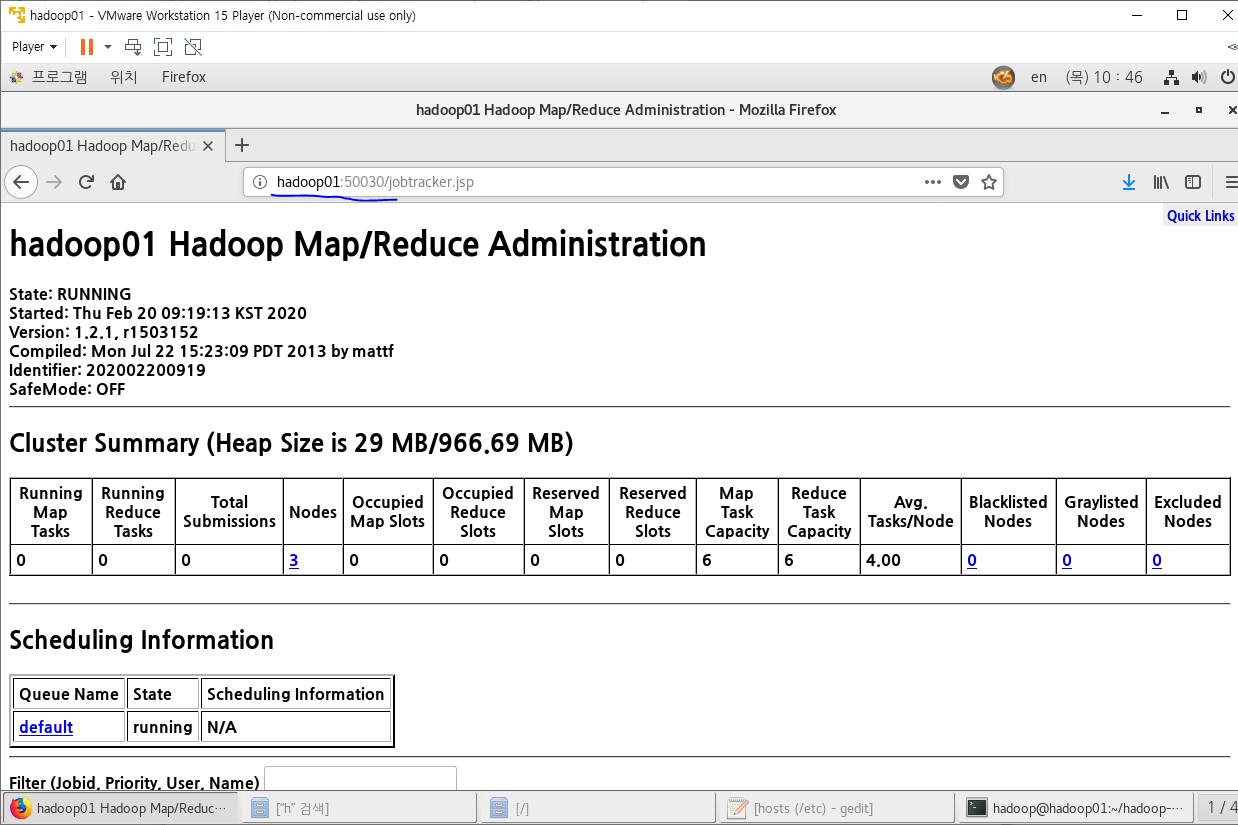 hadoop01 - VMware Workstation 15 Player (Non-commercial use only)
Player
프로그램 위치 Firefox en (목) 10 : 46
hadoop01 Hadoop Map/Reduce Administration - Mozilla Firefox
hadoop01 Hadoop Map/Redu
hadoop01:50030/jobtracker.jsp
Quick Links
hadoop01 Hadoop Map/Reduce Administration
State: RUNNING
Started: Thu Feb 20 09:19:13 KST 2020
Version: 1.2.1, r1503152
Compiled: Mon Jul 22 15:23:09 PDT 2013 by mattf
Identifier: 202002200919
SafeMode: OFF
Cluster Summary (Heap Size is 29 MB/966.69 MB)
Running Map Tasks Running Reduce Tasks Total Submissions Nodes Occupied Map Slots Occupied Reduce Slots Reserved Map Slots Reserved Reduce Slots Map Task Capacity Reduce Task Capacity Avg. Tasks/Node Blacklisted Nodes Graylisted Nodes Excluded Nodes
0 0 0 3 0 0 0 0 6 6 4.00 0 0 0
Scheduling Information
Queue Name State Scheduling Information
default running N/A
Filter (Jobid, Priority, User, Name)
hadoop01 Hadoop Map/Reduc··· ["h" 검색] [/] [hosts (/etc) - gedit] hadoop@hadoop01:~/hadoop-··· 1 / 4